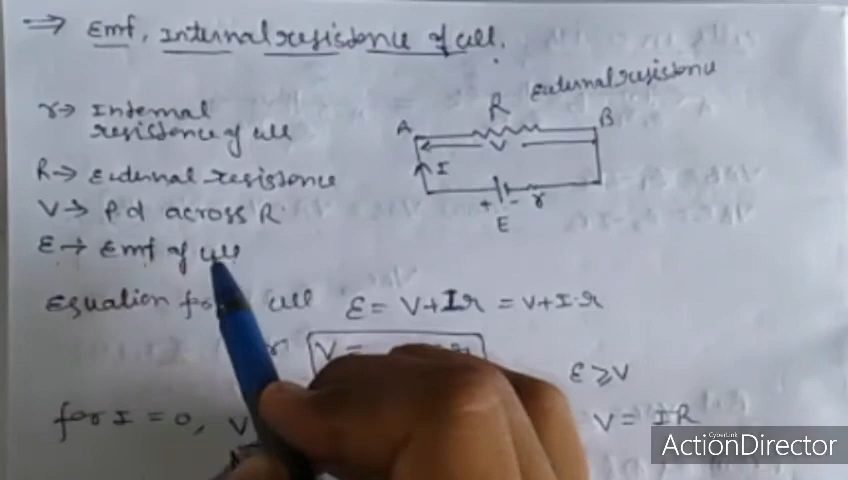 ⇒ Emf, Internal resistance of cell.
external resistance
R
r → Internal
resistance of cell
A B
V
I
R → External resistance
V → P.d across R
+ - r
E
ε → Emf of cell
Equation for cell ε = V + Ir = V + I·r
V =
ε ≥ V
for I = 0, V
V = IR
CyberLink
ActionDirector